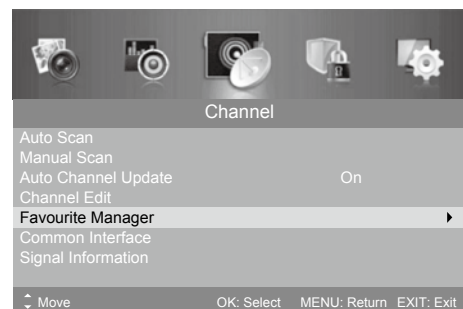 Channel
Auto Scan
Manual Scan
Auto Channel Update On
Channel Edit
Favourite Manager
Common Interface
Signal Information
Move OK: Select MENU: Return EXIT: Exit